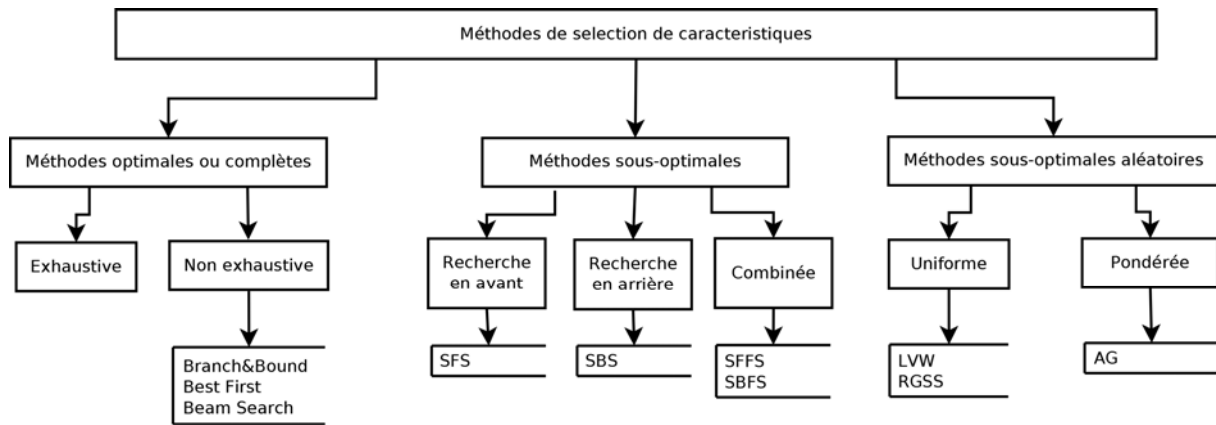 Méthodes de selection de caracteristiques
Méthodes optimales ou complètes
Méthodes sous-optimales
Méthodes sous-optimales aléatoires
Exhaustive
Non exhaustive
Recherche
en avant
Recherche
en arrière
Combinée
Uniforme
Pondérée
Branch&Bound
Best First
Beam Search
SFS
SBS
SFFS
SBFS
LVW
RGSS
AG